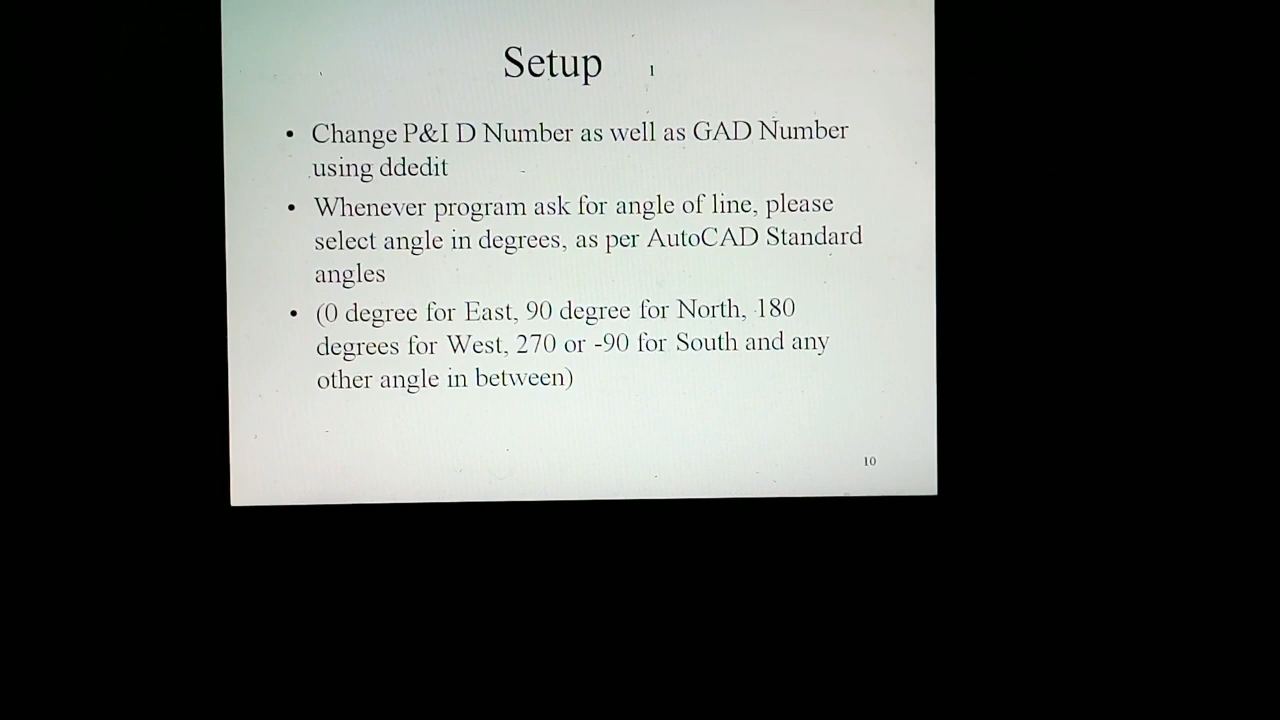 Setup 1
• Change P&I D Number as well as GAD Number
using ddedit
• Whenever program ask for angle of line, please
select angle in degrees, as per AutoCAD Standard
angles
• (0 degree for East, 90 degree for North, 180
degrees for West, 270 or -90 for South and any
other angle in between)
10